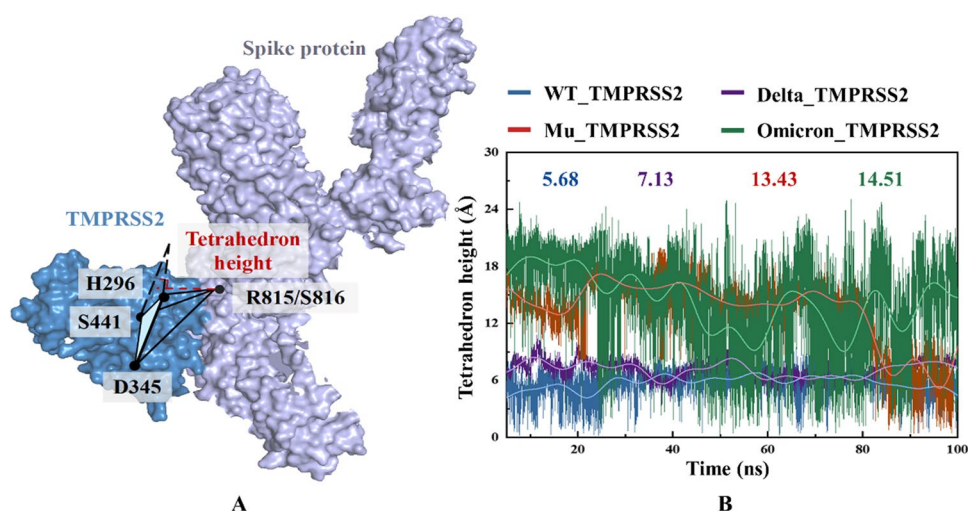 Spike protein
TMPRSS2
Tetrahedron
height
H296
R815/S816
S441
D345
A
WT_TMPRSS2
Delta_TMPRSS2
Mu_TMPRSS2
Omicron_TMPRSS2
Tetrahedron height (Å)
30
24
18
12
6
0
5.68
7.13
13.43
14.51
20
40
60
80
100
Time (ns)
B